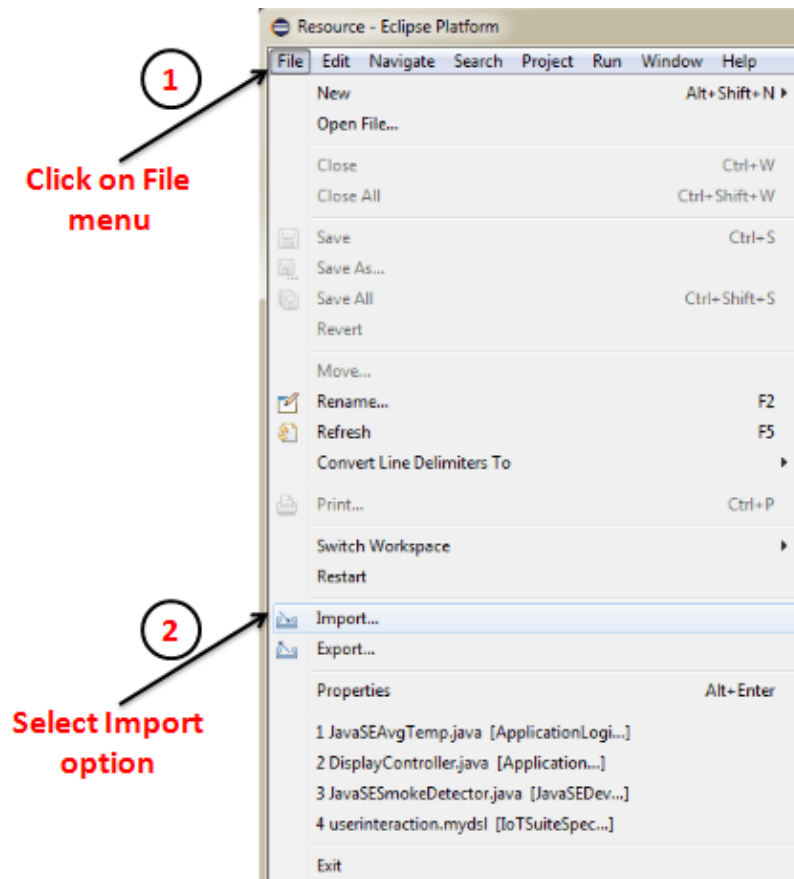 Resource - Eclipse Platform
File Edit Navigate Search Project Run Window Help
1
Click on File
menu
New Alt+Shift+N
Open File...
Close Ctrl+W
Close All Ctrl+Shift+W
Save Ctrl+S
Save As...
Save All Ctrl+Shift+S
Revert
Move...
Rename... F2
Refresh F5
Convert Line Delimiters To
Print... Ctrl+P
Switch Workspace
Restart
2
Select Import
option
Import...
Export...
Properties Alt+Enter
1 JavaSEAvgTemp.java [ApplicationLogi...]
2 DisplayController.java [Application...]
3 JavaSESmokeDetector.java [JavaSEDev...]
4 userinteraction.mydsl [IoTSuiteSpec...]
Exit